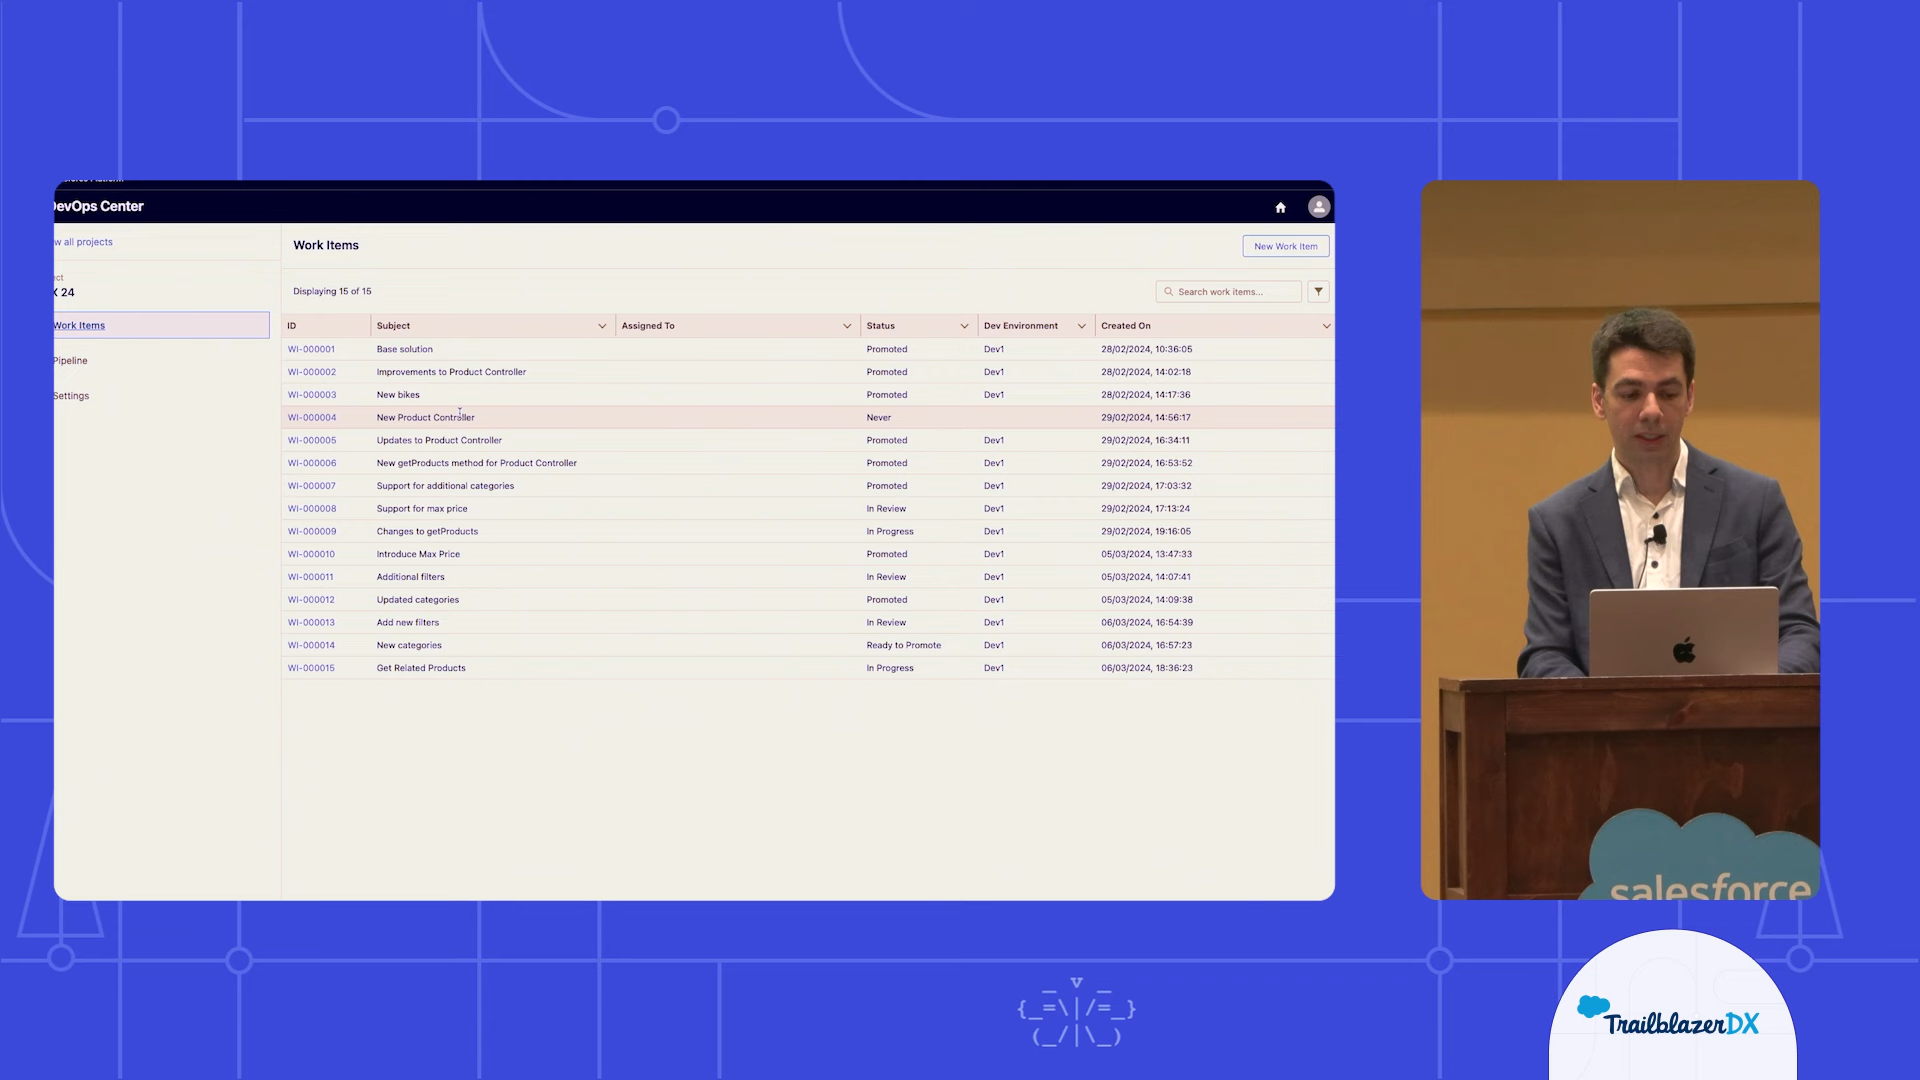 DevOps Center
w all projects
ect
X 24
Work Items
Pipeline
Settings
Work Items
New Work Item
Displaying 15 of 15
Search work items...
ID Subject Assigned To Status Dev Environment Created On
WI-000001 Base solution Promoted Dev1 28/02/2024, 10:36:05
WI-000002 Improvements to Product Controller Promoted Dev1 28/02/2024, 14:02:18
WI-000003 New bikes Promoted Dev1 28/02/2024, 14:17:36
WI-000004 New Product Controller Never 29/02/2024, 14:56:17
WI-000005 Updates to Product Controller Promoted Dev1 29/02/2024, 16:34:11
WI-000006 New getProducts method for Product Controller Promoted Dev1 29/02/2024, 16:53:52
WI-000007 Support for additional categories Promoted Dev1 29/02/2024, 17:03:32
WI-000008 Support for max price In Review Dev1 29/02/2024, 17:13:24
WI-000009 Changes to getProducts In Progress Dev1 29/02/2024, 19:16:05
WI-000010 Introduce Max Price Promoted Dev1 05/03/2024, 13:47:33
WI-000011 Additional filters In Review Dev1 05/03/2024, 14:07:41
WI-000012 Updated categories Promoted Dev1 05/03/2024, 14:09:38
WI-000013 Add new filters In Review Dev1 06/03/2024, 16:54:39
WI-000014 New categories Ready to Promote Dev1 06/03/2024, 16:57:23
WI-000015 Get Related Products In Progress Dev1 06/03/2024, 18:36:23
salesforce
TrailblazerDX